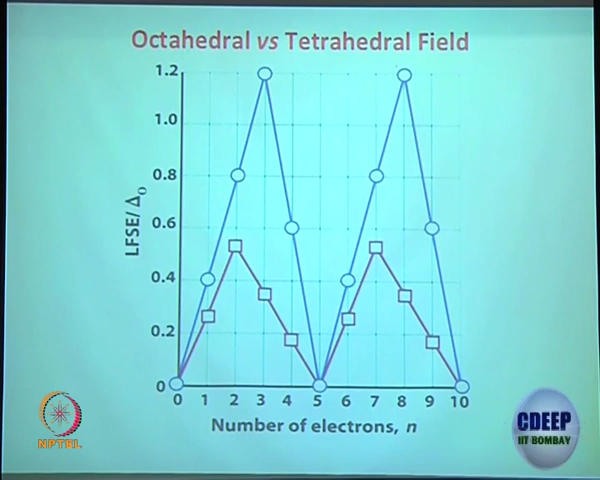 Octahedral vs Tetrahedral Field
1.2
1.0
0.8
0.6
0.4
0.2
0
LFSE/ Δo
0 1 2 3 4 5 6 7 8 9 10
Number of electrons, n
NPTEL
CDEEP
IIT BOMBAY